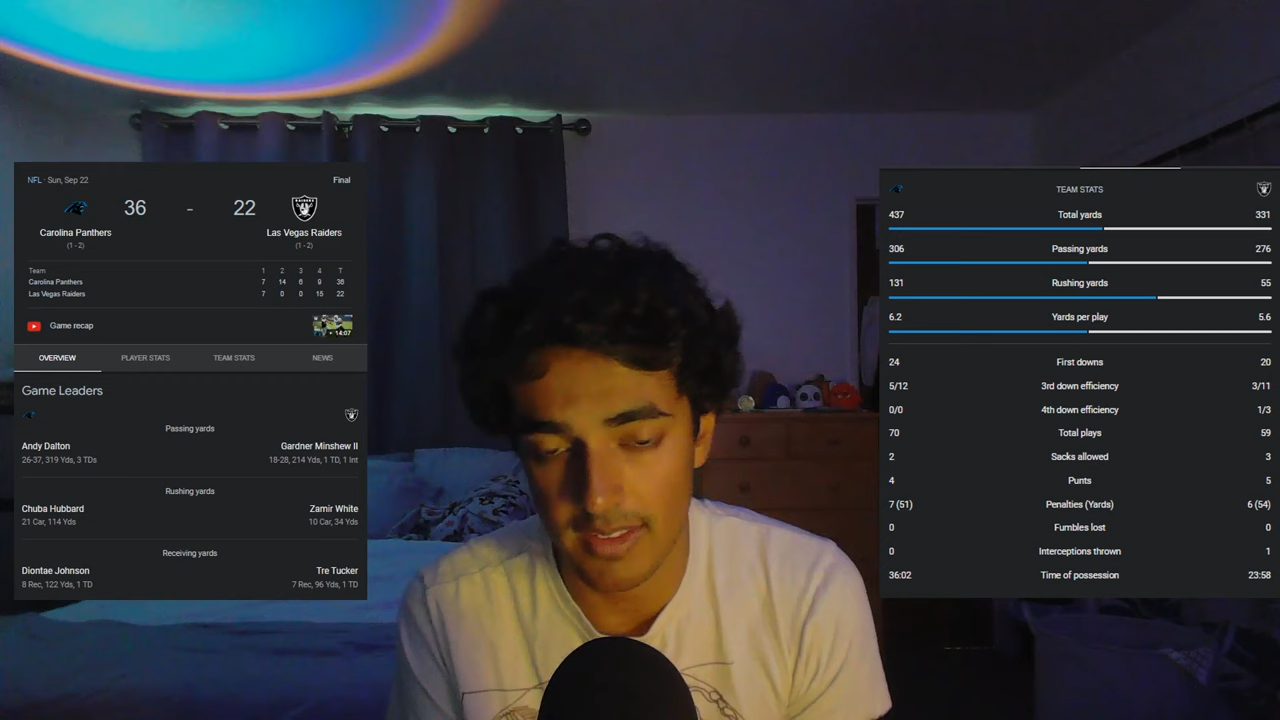 NFL · Sun, Sep 22 Final
36 - 22
RAIDERS
Carolina Panthers Las Vegas Raiders
(1 - 2) (1 - 2)
Team 1 2 3 4 T
Carolina Panthers 7 14 6 9 36
Las Vegas Raiders 7 0 0 15 22
Game recap 14:07
OVERVIEW PLAYER STATS TEAM STATS NEWS
Game Leaders
Passing yards
Andy Dalton Gardner Minshew II
26-37, 319 Yds, 3 TDs 18-28, 214 Yds, 1 TD, 1 Int
Rushing yards
Chuba Hubbard Zamir White
21 Car, 114 Yds 10 Car, 34 Yds
Receiving yards
Diontae Johnson Tre Tucker
8 Rec, 122 Yds, 1 TD 7 Rec, 96 Yds, 1 TD
TEAM STATS
437 Total yards 331
306 Passing yards 276
131 Rushing yards 55
6.2 Yards per play 5.6
24 First downs 20
5/12 3rd down efficiency 3/11
0/0 4th down efficiency 1/3
70 Total plays 59
2 Sacks allowed 3
4 Punts 5
7 (51) Penalties (Yards) 6 (54)
0 Fumbles lost 0
0 Interceptions thrown 1
36:02 Time of possession 23:58